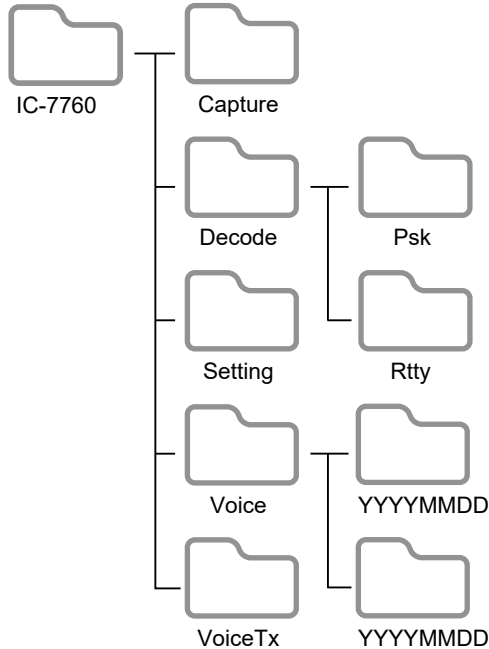 IC-7760
Capture
Decode
Psk
Setting
Rtty
Voice
YYYYMMDD
VoiceTx
YYYYMMDD